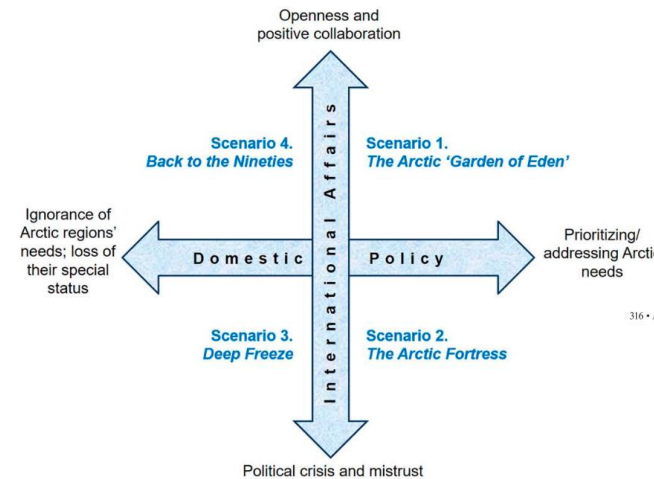 Openness and
positive collaboration
Scenario 4.
Back to the Nineties
Scenario 1.
The Arctic ‘Garden of Eden’
International Affairs
Ignorance of
Arctic regions'
needs; loss of
their special
status
Domestic Policy
Prioritizing/
addressing Arcti
needs
316 •
Scenario 3.
Deep Freeze
Scenario 2.
The Arctic Fortress
Political crisis and mistrust